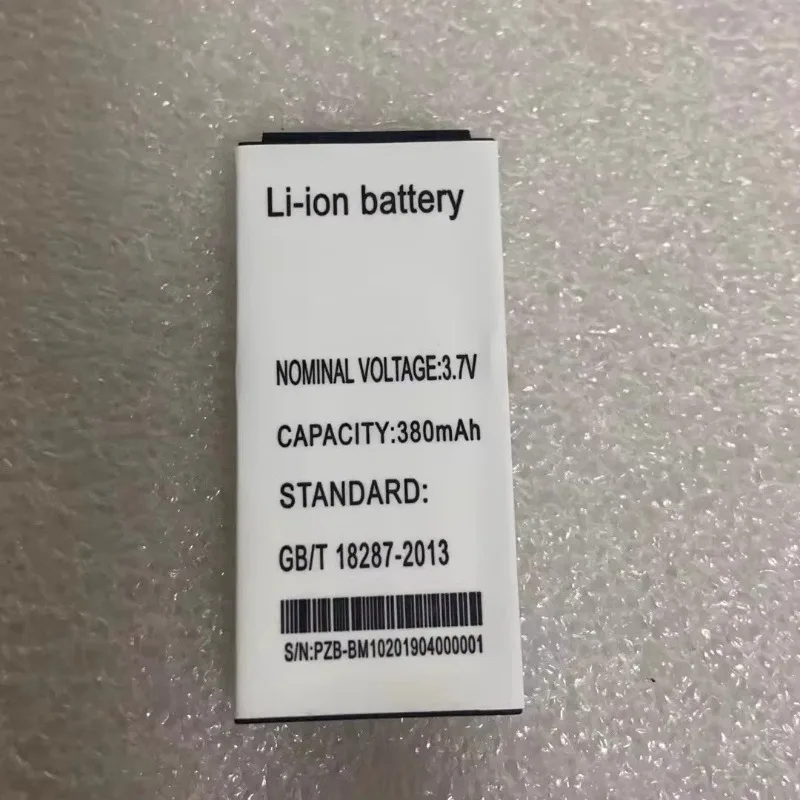 Li-ion battery
NOMINAL VOLTAGE:3.7V
CAPACITY:380mAh
STANDARD:
GB/T 18287-2013
S/N:PZB-BM10201904000001